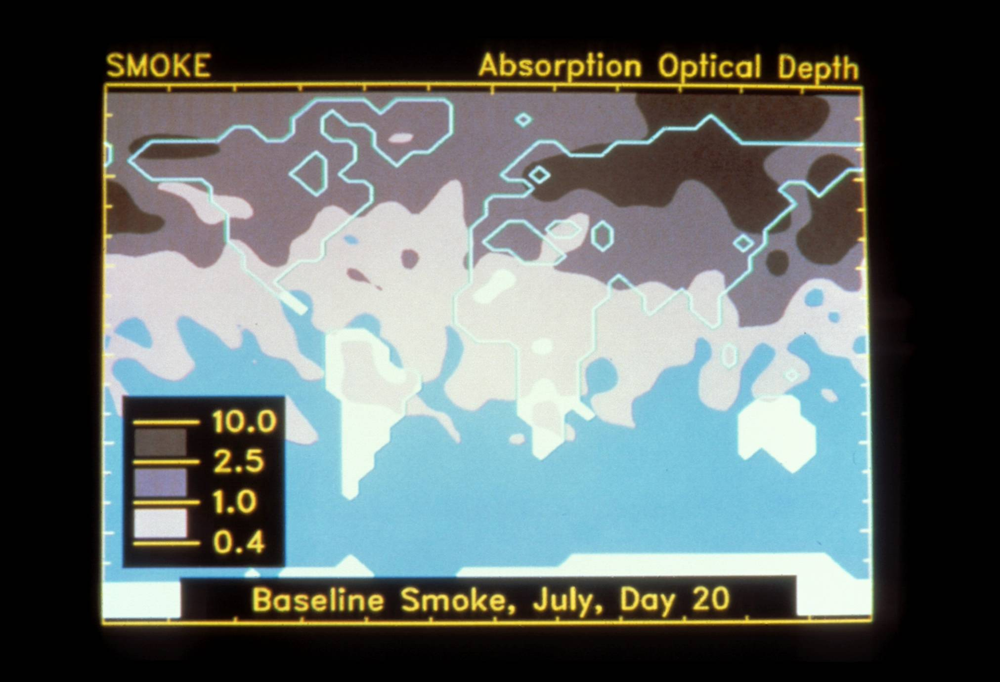 SMOKE Absorption Optical Depth
10.0
2.5
1.0
0.4
Baseline Smoke, July, Day 20